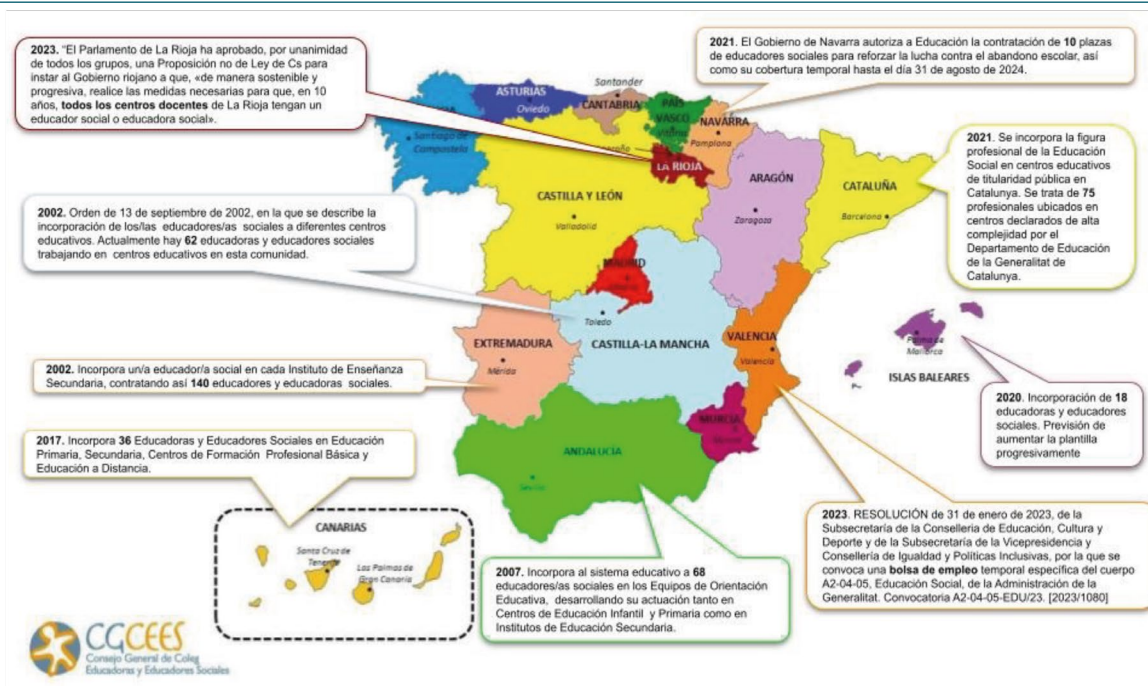 2023. "El Parlamento de La Rioja ha aprobado, por unanimidad
de todos los grupos, una Proposición no de Ley de Cs para
instar al Gobierno riojano a que, «de manera sostenible y
progresiva, realice las medidas necesarias para que, en 10
años, todos los centros docentes de La Rioja tengan un
educador social o educadora social».
2021. El Gobierno de Navarra autoriza a Educación la contratación de 10 plazas
de educadores sociales para reforzar la lucha contra el abandono escolar, así
como su cobertura temporal hasta el día 31 de agosto de 2024.
2021. Se incorpora la figura
profesional de la Educación
Social en centros educativos
de titularidad pública en
Catalunya. Se trata de 75
profesionales ubicados en
centros declarados de alta
complejidad por el
Departamento de Educación
de la Generalitat de
Catalunya.
2002. Orden de 13 de septiembre de 2002, en la que se describe la
incorporación de los/las educadores/as sociales a diferentes centros
educativos. Actualmente hay 62 educadoras y educadores sociales
trabajando en centros educativos en esta comunidad.
2002. Incorpora un/a educador/a social en cada Instituto de Enseñanza
Secundaria, contratando así 140 educadores y educadoras sociales.
2017. Incorpora 36 Educadoras y Educadores Sociales en Educación
Primaria, Secundaria, Centros de Formación Profesional Básica y
Educación a Distancia.
2020. Incorporación de 18
educadoras y educadores
sociales. Previsión de
aumentar la plantilla
progresivamente
2023. RESOLUCIÓN de 31 de enero de 2023, de la
Subsecretaría de la Conselleria de Educación, Cultura y
Deporte y de la Subsecretaría de la Vicepresidencia y
Consellería de Igualdad y Políticas Inclusivas, por la que se
convoca una bolsa de empleo temporal específica del cuerpo
A2-04-05, Educación Social, de la Administración de la
Generalitat. Convocatoria A2-04-05-EDU/23. [2023/1080]
2007. Incorpora al sistema educativo a 68
educadores/as sociales en los Equipos de Orientación
Educativa, desarrollando su actuación tanto en
Centros de Educación Infantil y Primaria como en
Institutos de Educación Secundaria.
ASTURIAS
Oviedo
Santander
CANTABRIA
PAÍS
VASCO
Vitoria
NAVARRA
Pamplona
Santiago de
Compostela
LA RIOJA
ARAGÓN
Zaragoza
CATALUÑA
Barcelona
CASTILLA Y LEÓN
Valladolid
MADRID
Toledo
CASTILLA-LA MANCHA
EXTREMADURA
Mérida
VALENCIA
Valencia
Palma de
Mallorca
ISLAS BALEARES
MURCIA
ANDALUCÍA
Sevilla
CANARIAS
Santa Cruz de
Tenerife
Las Palmas de
Gran Canaria
CGCEES
Consejo General de Coleg
Educadoras y Educadores Sociales